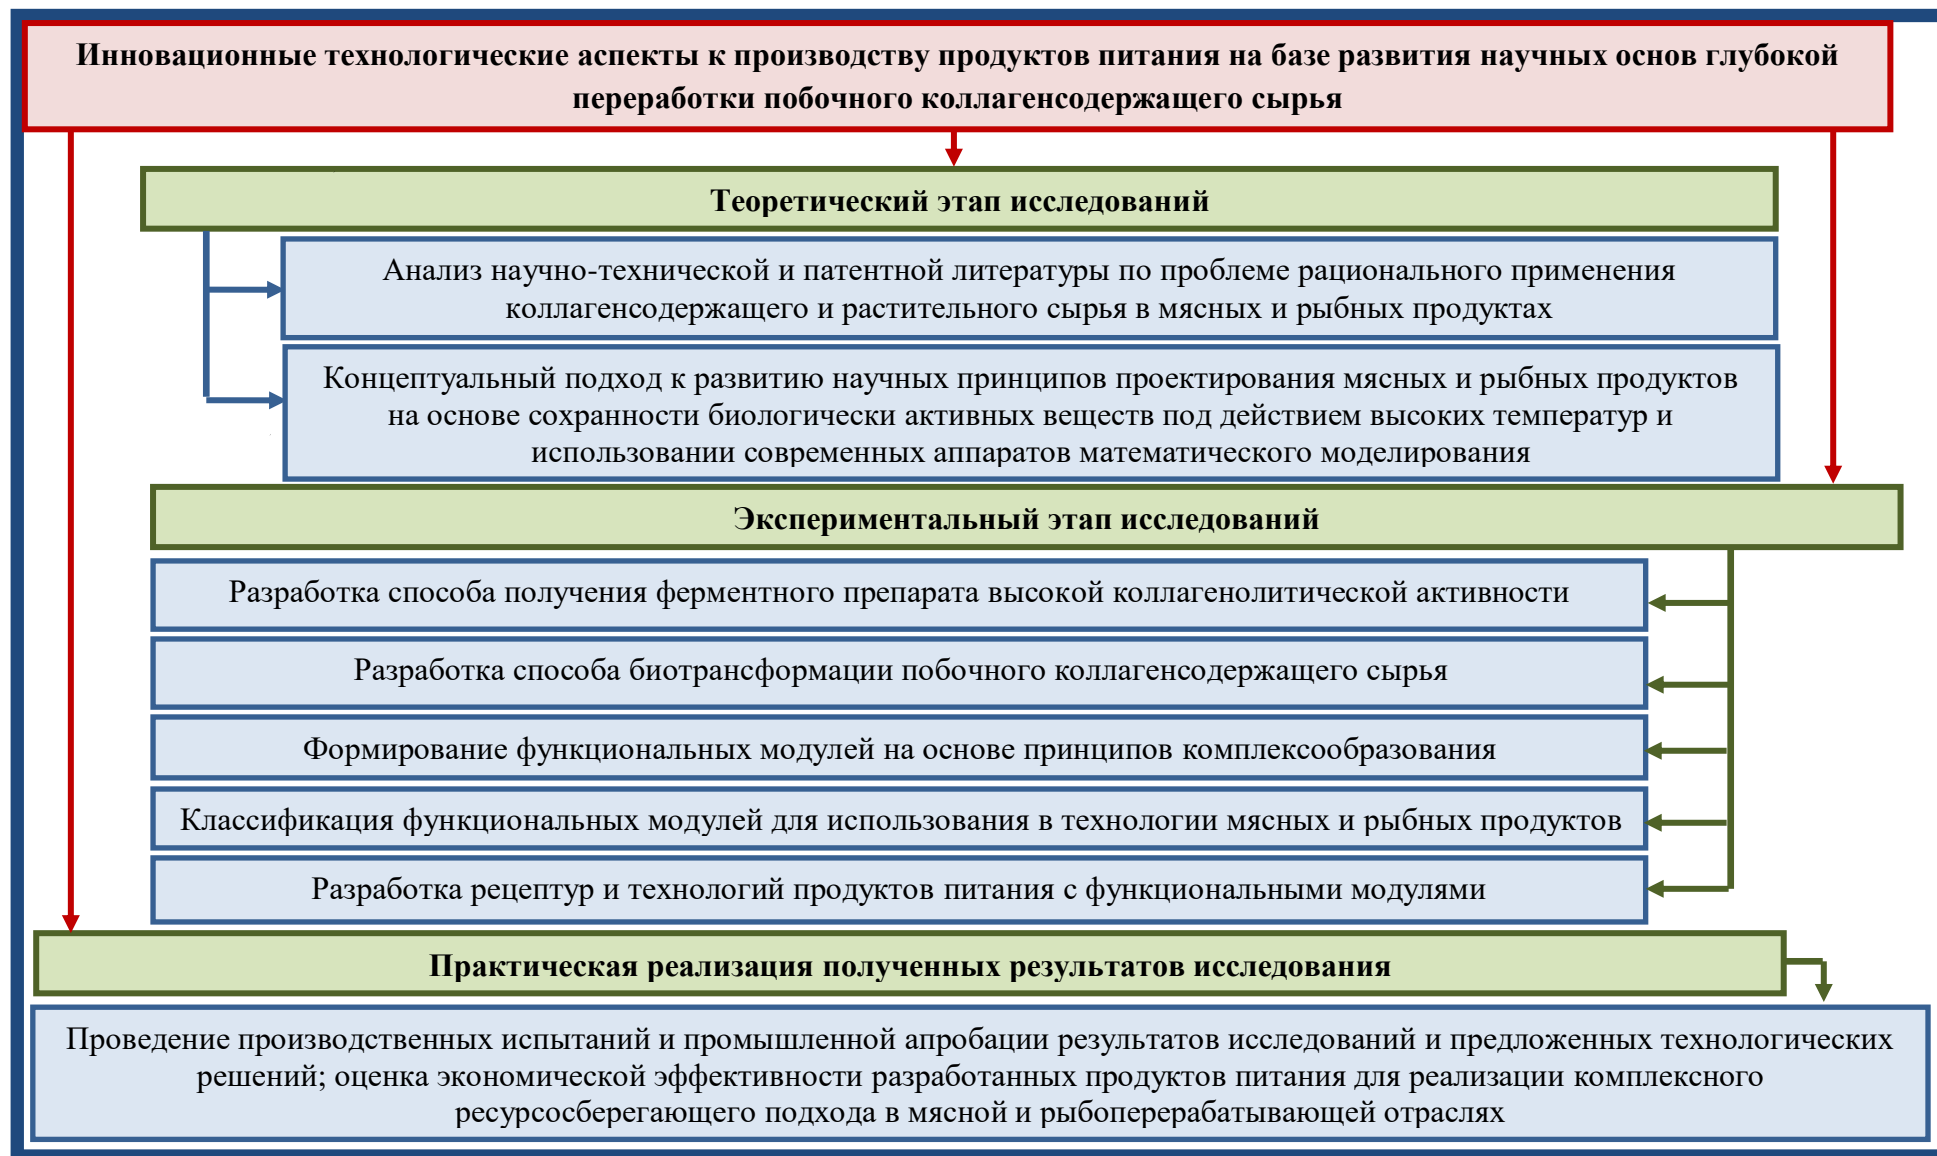 Инновационные технологические аспекты к производству продуктов питания на базе развития научных основ глубокой
переработки побочного коллагенсодержащего сырья
Теоретический этап исследований
Анализ научно-технической и патентной литературы по проблеме рационального применения
коллагенсодержащего и растительного сырья в мясных и рыбных продуктах
Концептуальный подход к развитию научных принципов проектирования мясных и рыбных продуктов
на основе сохранности биологически активных веществ под действием высоких температур и
использовании современных аппаратов математического моделирования
Экспериментальный этап исследований
Разработка способа получения ферментного препарата высокой коллагенолитической активности
Разработка способа биотрансформации побочного коллагенсодержащего сырья
Формирование функциональных модулей на основе принципов комплексообразования
Классификация функциональных модулей для использования в технологии мясных и рыбных продуктов
Разработка рецептур и технологий продуктов питания с функциональными модулями
Практическая реализация полученных результатов исследования
Проведение производственных испытаний и промышленной апробации результатов исследований и предложенных технологических
решений; оценка экономической эффективности разработанных продуктов питания для реализации комплексного
ресурсосберегающего подхода в мясной и рыбоперерабатывающей отраслях